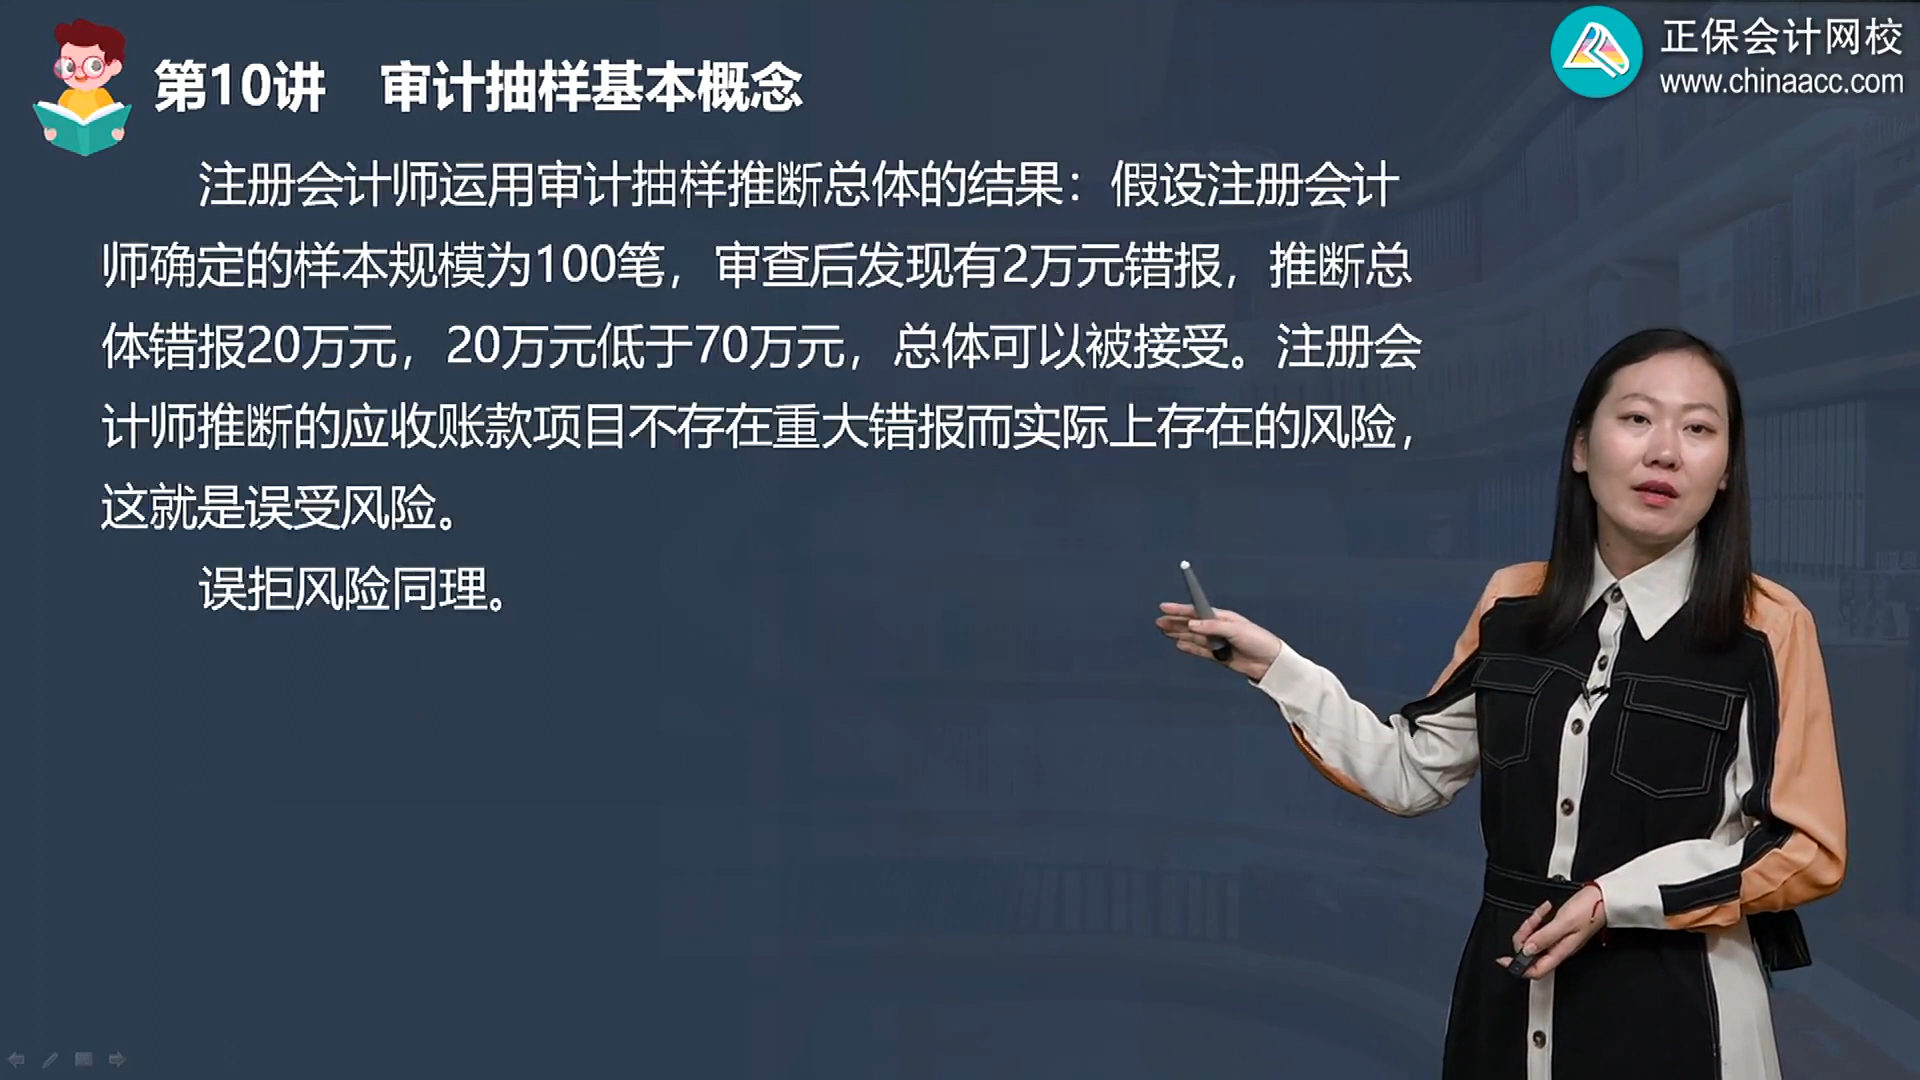 正保会计网校
www.chinaacc.com
第10讲 审计抽样基本概念
注册会计师运用审计抽样推断总体的结果：假设注册会计
师确定的样本规模为100笔，审查后发现有2万元错报，推断总
体错报20万元，20万元低于70万元，总体可以被接受。注册会
计师推断的应收账款项目不存在重大错报而实际上存在的风险，
这就是误受风险。
误拒风险同理。